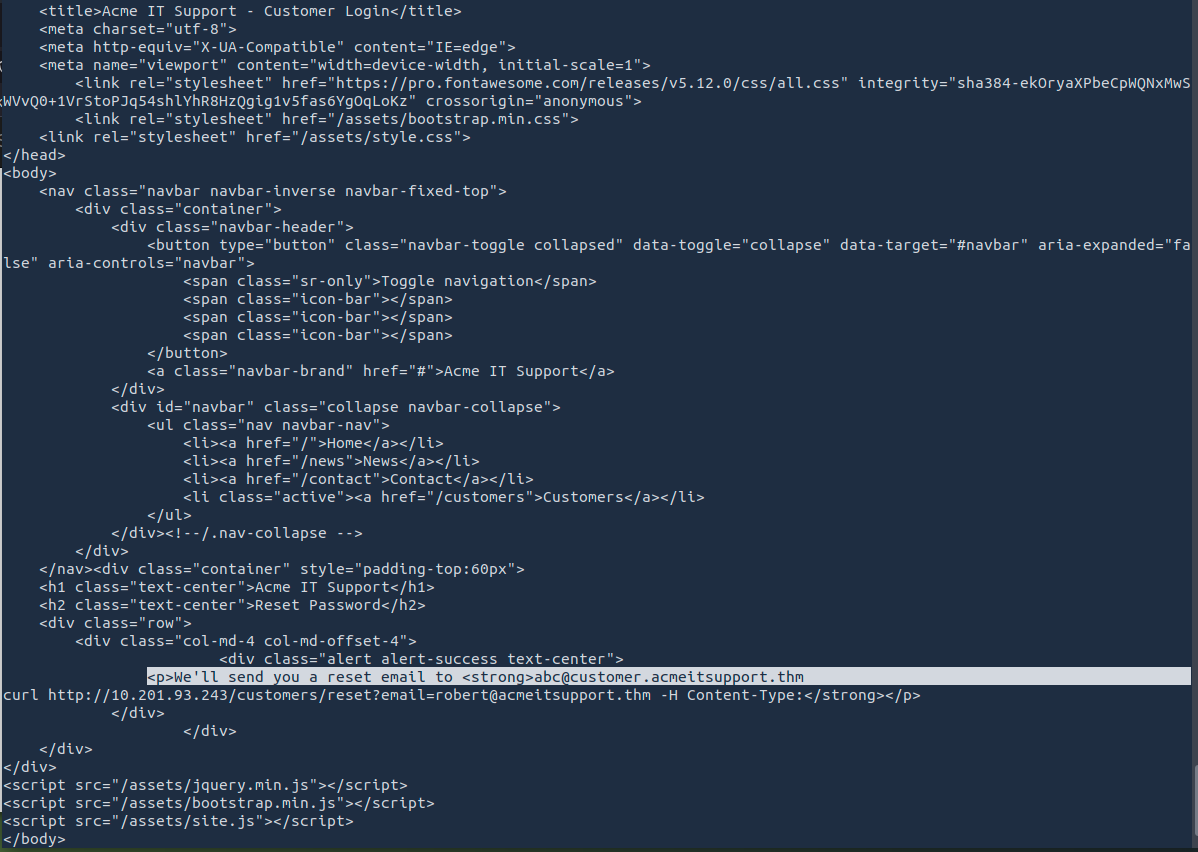 <title>Acme IT Support - Customer Login</title>
    <meta charset="utf-8">
    <meta http-equiv="X-UA-Compatible" content="IE=edge">
    <meta name="viewport" content="width=device-width, initial-scale=1">
        <link rel="stylesheet" href="https://pro.fontawesome.com/releases/v5.12.0/css/all.css" integrity="sha384-ekOryaXPbeCpWQNxMwS
WVvQ0+1VrStoPJq54shlYhR8HzQgig1v5fas6YgOqLoKz" crossorigin="anonymous">
        <link rel="stylesheet" href="/assets/bootstrap.min.css">
    <link rel="stylesheet" href="/assets/style.css">
</head>
<body>
    <nav class="navbar navbar-inverse navbar-fixed-top">
        <div class="container">
            <div class="navbar-header">
                <button type="button" class="navbar-toggle collapsed" data-toggle="collapse" data-target="#navbar" aria-expanded="fa
lse" aria-controls="navbar">
                    <span class="sr-only">Toggle navigation</span>
                    <span class="icon-bar"></span>
                    <span class="icon-bar"></span>
                    <span class="icon-bar"></span>
                </button>
                <a class="navbar-brand" href="#">Acme IT Support</a>
            </div>
            <div id="navbar" class="collapse navbar-collapse">
                <ul class="nav navbar-nav">
                    <li><a href="/">Home</a></li>
                    <li><a href="/news">News</a></li>
                    <li><a href="/contact">Contact</a></li>
                    <li class="active"><a href="/customers">Customers</a></li>
                </ul>
            </div><!--/.nav-collapse -->
        </div>
    </nav><div class="container" style="padding-top:60px">
    <h1 class="text-center">Acme IT Support</h1>
    <h2 class="text-center">Reset Password</h2>
    <div class="row">
        <div class="col-md-4 col-md-offset-4">
                        <div class="alert alert-success text-center">
                <p>We'll send you a reset email to <strong>abc@customer.acmeitsupport.thm
curl http://10.201.93.243/customers/reset?email=robert@acmeitsupport.thm -H Content-Type:</strong></p>
            </div>
                    </div>
    </div>
</div>
<script src="/assets/jquery.min.js"></script>
<script src="/assets/bootstrap.min.js"></script>
<script src="/assets/site.js"></script>
</body>